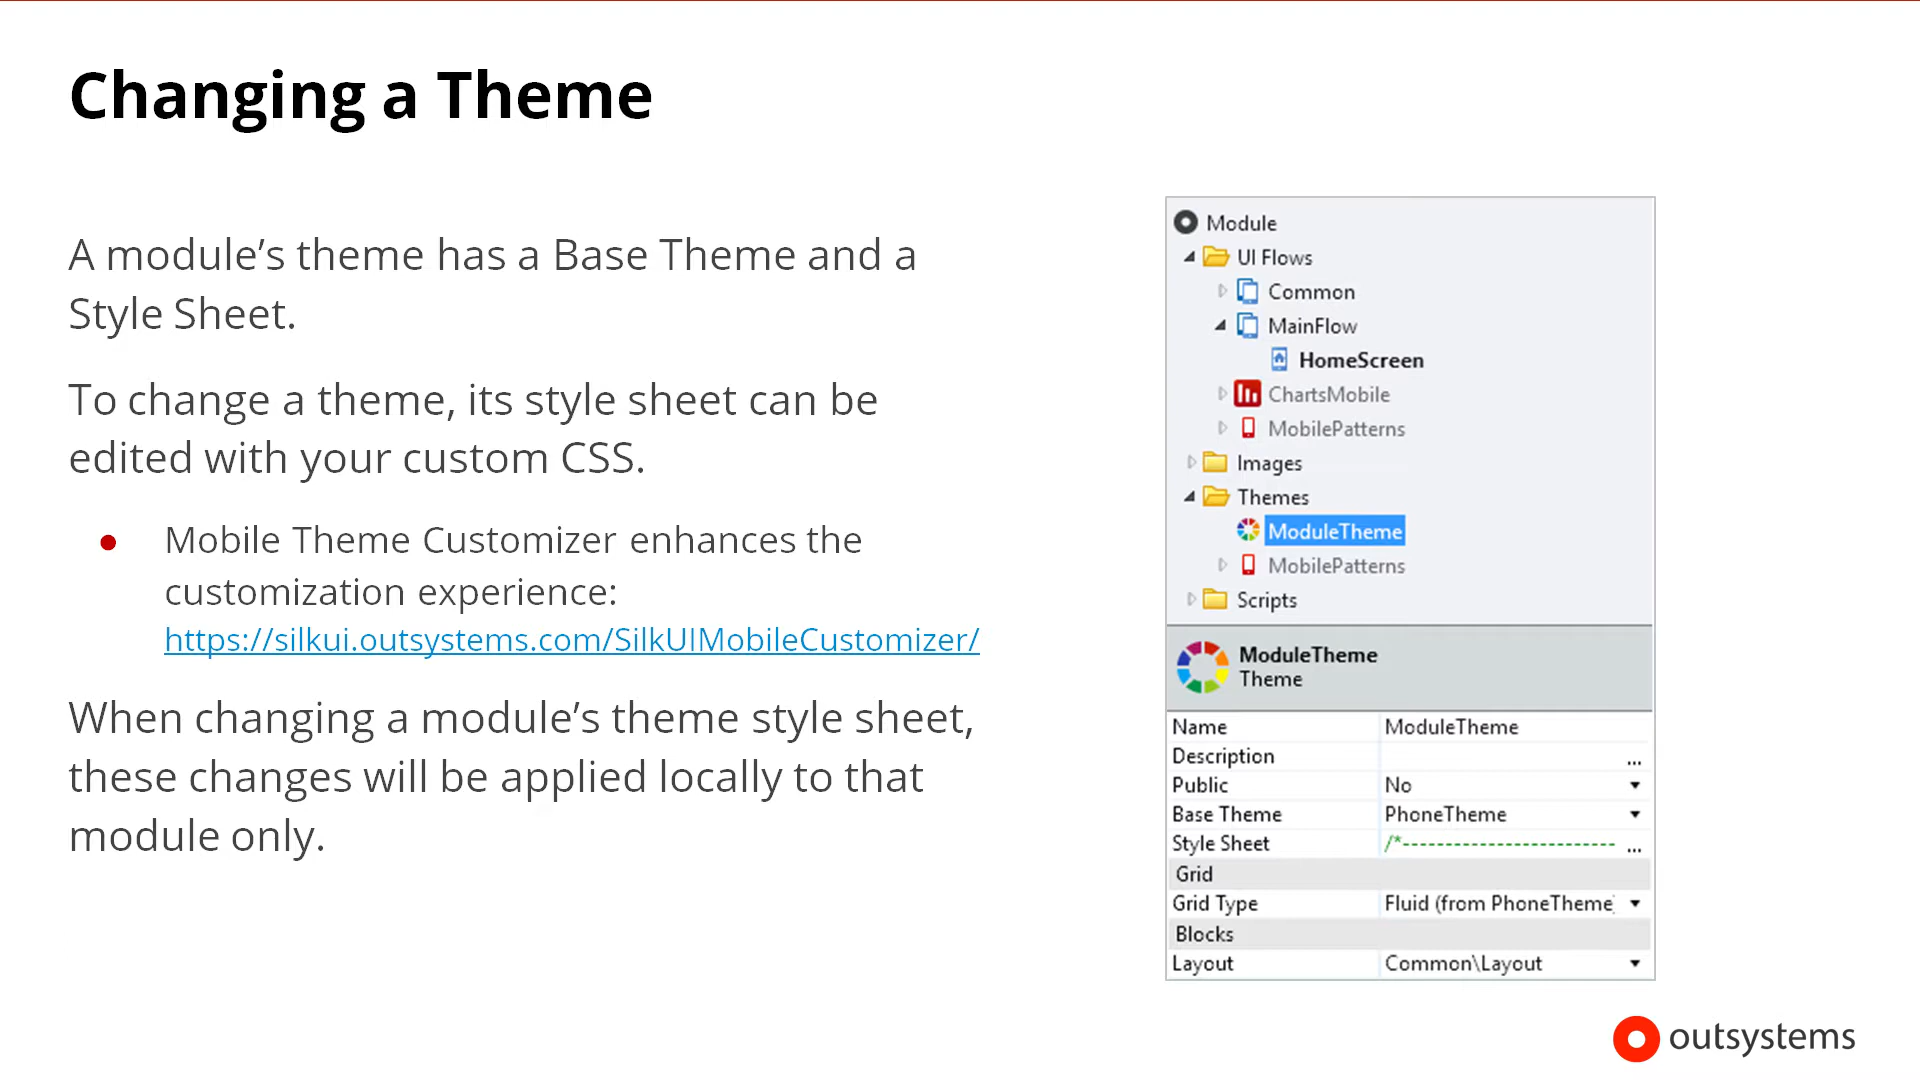 Changing a Theme
A module’s theme has a Base Theme and a
Style Sheet.
To change a theme, its style sheet can be
edited with your custom CSS.
● Mobile Theme Customizer enhances the
customization experience:
https://silkui.outsystems.com/SilkUIMobileCustomizer/
When changing a module’s theme style sheet,
these changes will be applied locally to that
module only.
Module
UI Flows
Common
MainFlow
HomeScreen
ChartsMobile
MobilePatterns
Images
Themes
ModuleTheme
MobilePatterns
Scripts
ModuleTheme
Theme
Name ModuleTheme
Description ...
Public No
Base Theme PhoneTheme
Style Sheet /*------------------------- ...
Grid
Grid Type Fluid (from PhoneTheme)
Blocks
Layout Common\Layout
outsystems